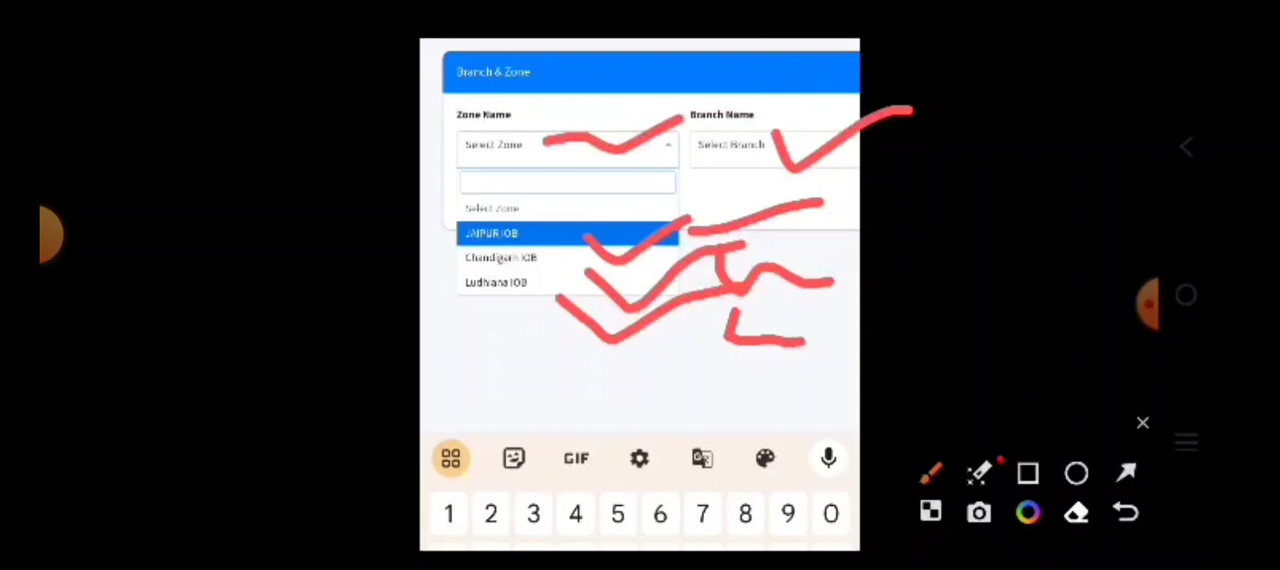 Branch & Zone
Zone Name
Branch Name
Select Zone
Select Branch
Select Zone
JAIPUR IOB
Chandigarh IOB
Ludhiana IOB
GIF
1 2 3 4 5 6 7 8 9 0